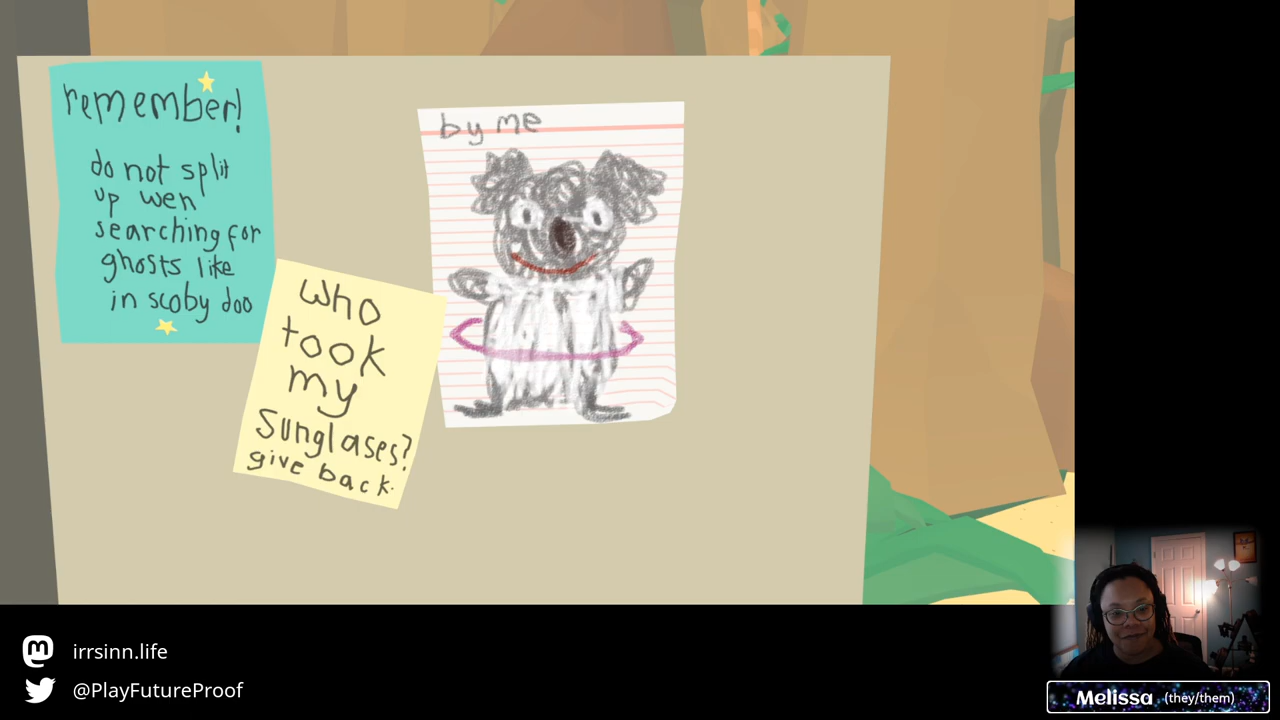 remember!
do not split
up wen
searching for
ghosts like
in scoby doo
who
took
my
sunglases?
give back.
by me
irrsinn.life
@PlayFutureProof
Melissa (they/them)